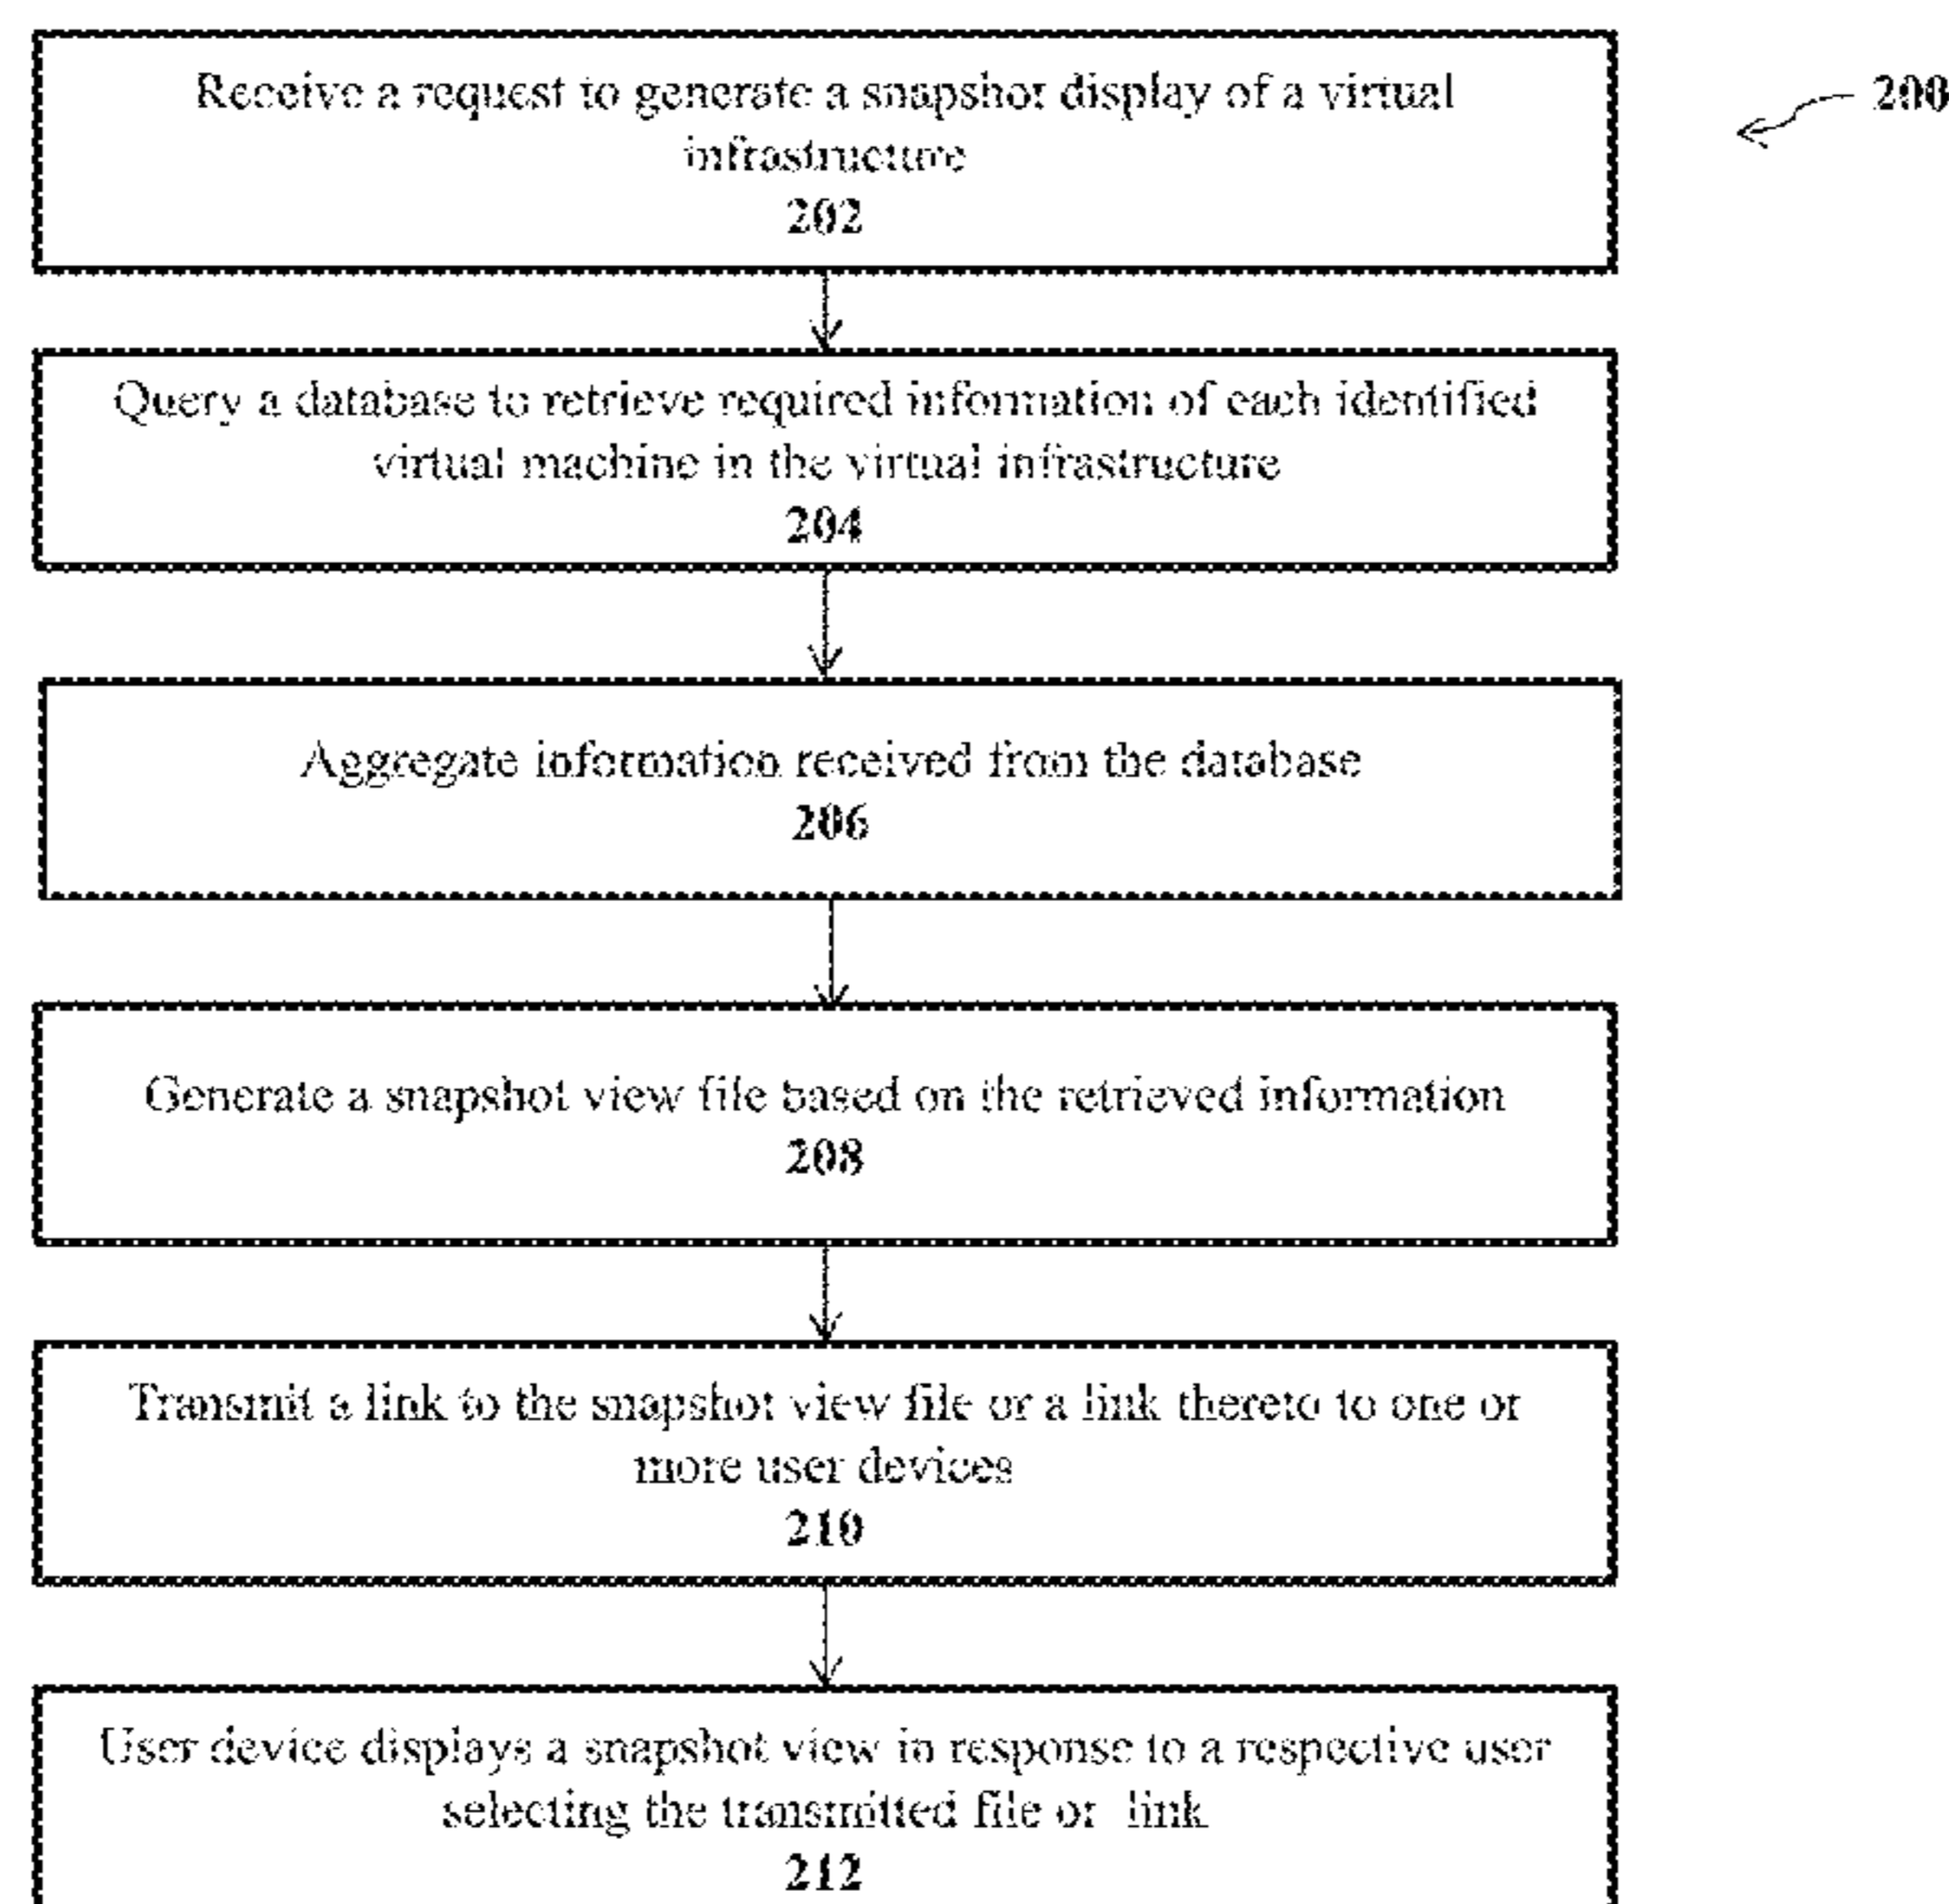 Receive a request to generate a snapshot display of a virtual
infrastructure
202
200
Query a database to retrieve required information of each identified
virtual machine in the virtual infrastructure
204
Aggregate information received from the database
206
Generate a snapshot view file based on the retrieved information
208
Transmit a link to the snapshot view file or a link thereto to one or
more user devices
210
User device displays a snapshot view in response to a respective user
selecting the transmitted file or link
212